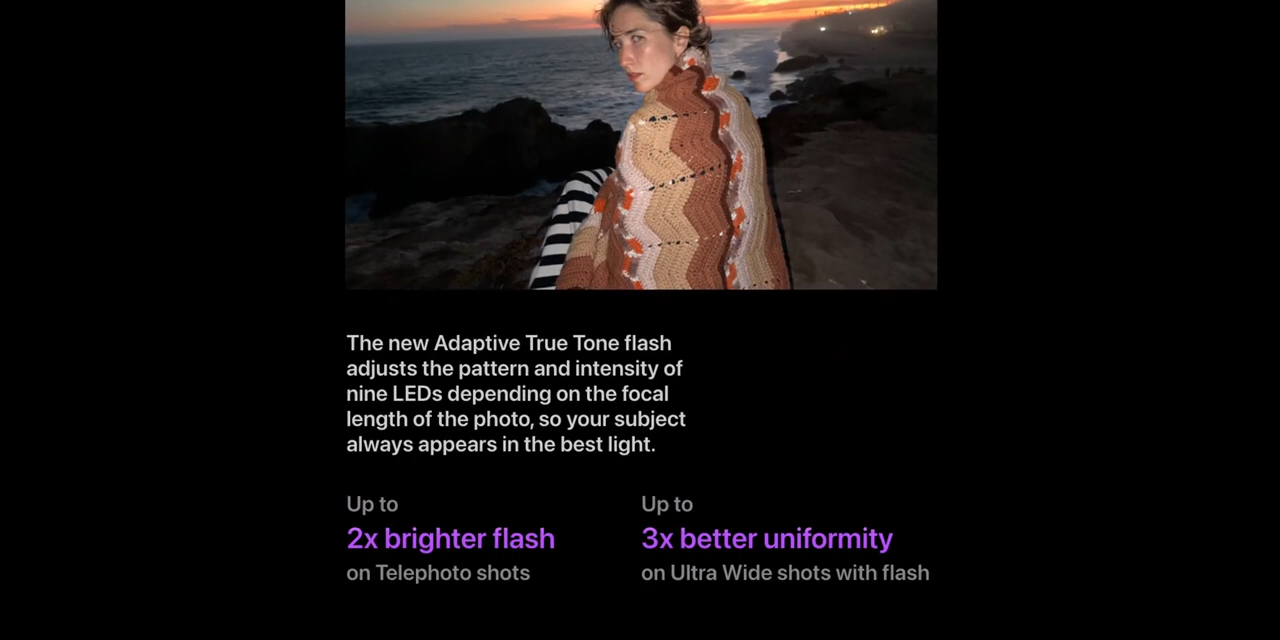 The new Adaptive True Tone flash
adjusts the pattern and intensity of
nine LEDs depending on the focal
length of the photo, so your subject
always appears in the best light.
Up to
2x brighter flash
on Telephoto shots
Up to
3x better uniformity
on Ultra Wide shots with flash